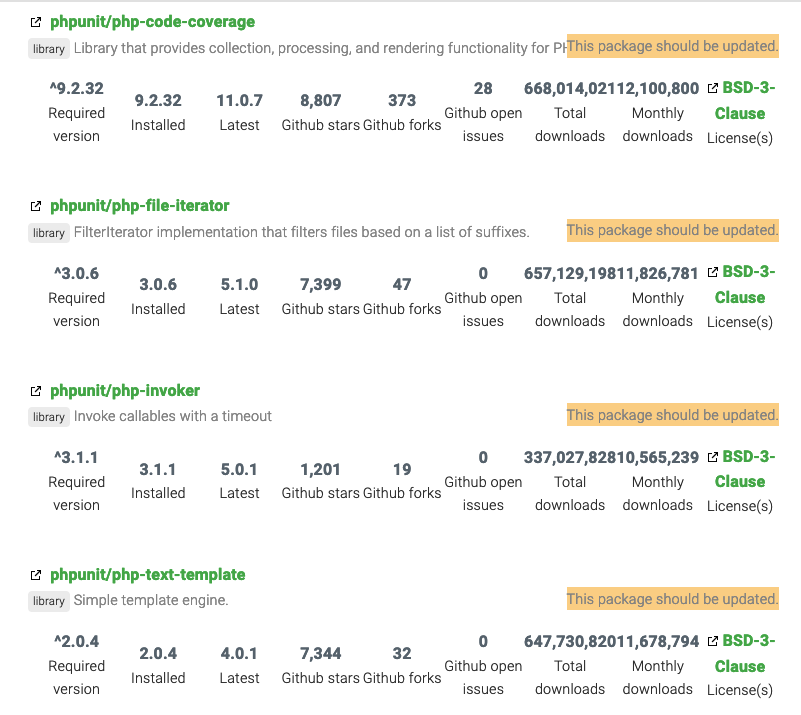 phpunit/php-code-coverage
library Library that provides collection, processing, and rendering functionality for PH This package should be updated.
^9.2.32 9.2.32 11.0.7 8,807 373 28 668,014,021 12,100,800 BSD-3-
Required Installed Latest Github stars Github forks Github open Total Monthly Clause
version issues downloads downloads License(s)
phpunit/php-file-iterator
library FilterIterator implementation that filters files based on a list of suffixes. This package should be updated.
^3.0.6 3.0.6 5.1.0 7,399 47 0 657,129,198 11,826,781 BSD-3-
Required Installed Latest Github stars Github forks Github open Total Monthly Clause
version issues downloads downloads License(s)
phpunit/php-invoker
library Invoke callables with a timeout This package should be updated.
^3.1.1 3.1.1 5.0.1 1,201 19 0 337,027,828 10,565,239 BSD-3-
Required Installed Latest Github stars Github forks Github open Total Monthly Clause
version issues downloads downloads License(s)
phpunit/php-text-template
library Simple template engine. This package should be updated.
^2.0.4 2.0.4 4.0.1 7,344 32 0 647,730,820 11,678,794 BSD-3-
Required Installed Latest Github stars Github forks Github open Total Monthly Clause
version issues downloads downloads License(s)